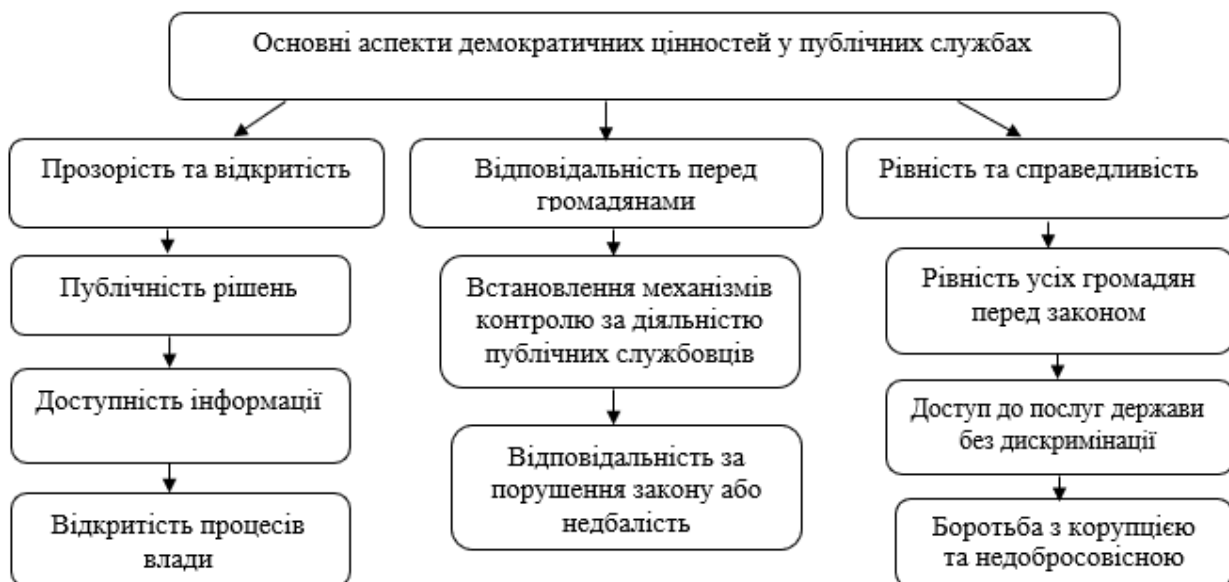 Основні аспекти демократичних цінностей у публічних службах
Прозорість та відкритість
Відповідальність перед
громадянами
Рівність та справедливість
Публічність рішень
Встановлення механізмів
контролю за діяльністю
публічних службовців
Рівність усіх громадян
перед законом
Доступність інформації
Відповідальність за
порушення закону або
недбалість
Доступ до послуг держави
без дискримінації
Відкритість процесів
влади
Боротьба з корупцією
та недобросовісною